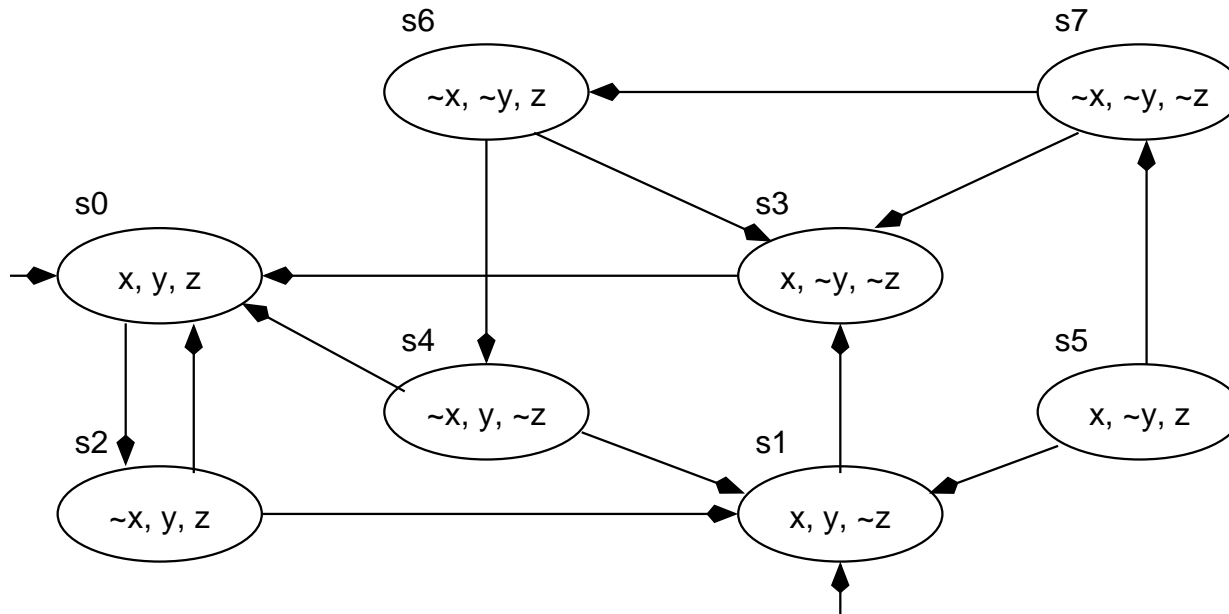 s6
s7
~x, ~y, z
~x, ~y, ~z
s0
s3
x, y, z
x, ~y, ~z
s4
s5
~x, y, ~z
x, ~y, z
s2
s1
~x, y, z
x, y, ~z